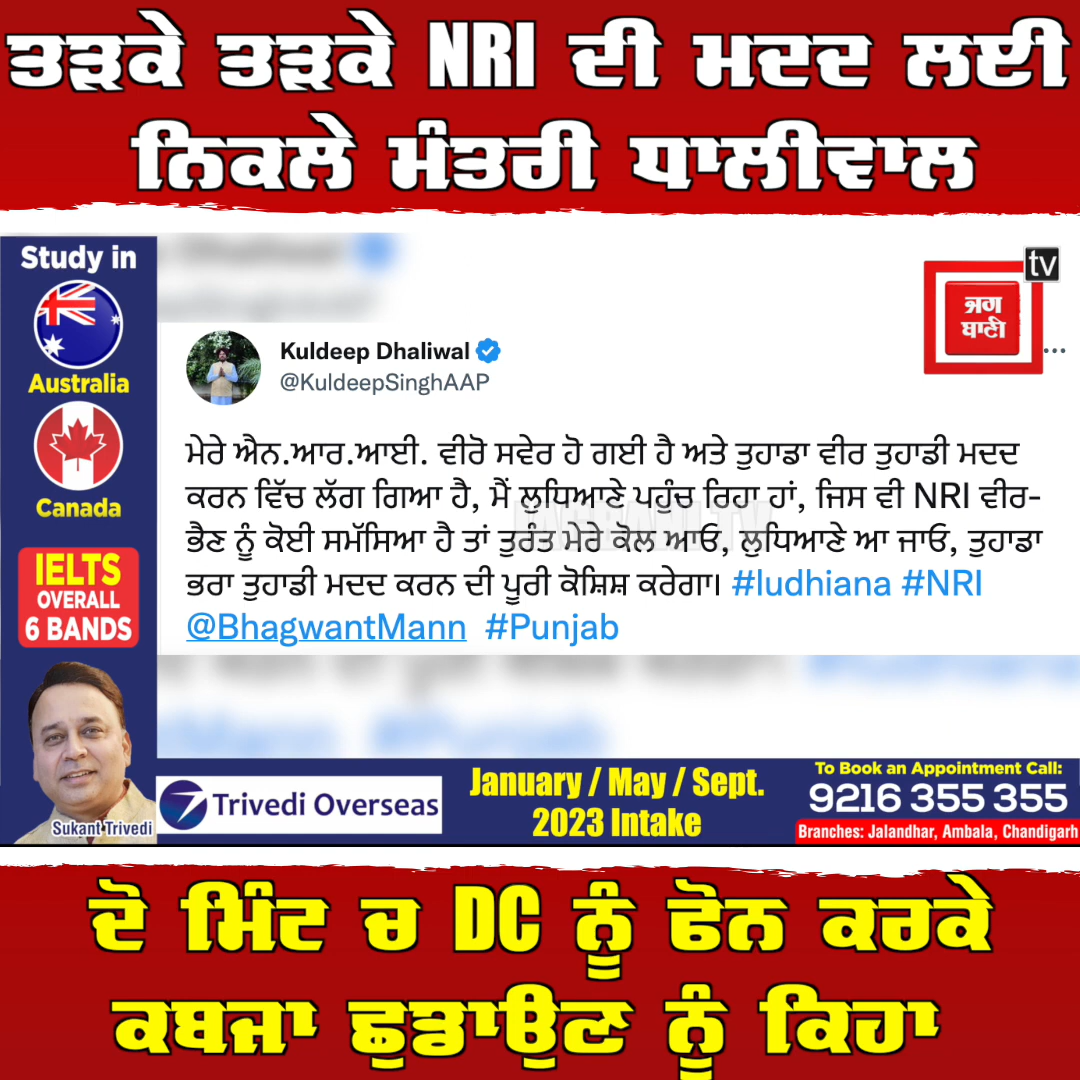 ਤੜਕੇ ਤੜਕੇ NRI ਦੀ ਮਦਦ ਲਈ
ਨਿਕਲੇ ਮੰਤਰੀ ਧਾਲੀਵਾਲ
Study in
Australia
Canada
IELTS
OVERALL
6 BANDS
Sukant Trivedi
tv
ਜਗ
ਬਾਣੀ
Kuldeep Dhaliwal
@KuldeepSinghAAP
ਮੇਰੇ ਐਨ.ਆਰ.ਆਈ. ਵੀਰੋ ਸਵੇਰ ਹੋ ਗਈ ਹੈ ਅਤੇ ਤੁਹਾਡਾ ਵੀਰ ਤੁਹਾਡੀ ਮਦਦ
ਕਰਨ ਵਿੱਚ ਲੱਗ ਗਿਆ ਹੈ, ਮੈਂ ਲੁਧਿਆਣੇ ਪਹੁੰਚ ਰਿਹਾ ਹਾਂ, ਜਿਸ ਵੀ NRI ਵੀਰ-
ਭੈਣ ਨੂੰ ਕੋਈ ਸਮੱਸਿਆ ਹੈ ਤਾਂ ਤੁਰੰਤ ਮੇਰੇ ਕੋਲ ਆਓ, ਲੁਧਿਆਣੇ ਆ ਜਾਓ, ਤੁਹਾਡਾ
ਭਰਾ ਤੁਹਾਡੀ ਮਦਦ ਕਰਨ ਦੀ ਪੂਰੀ ਕੋਸ਼ਿਸ਼ ਕਰੇਗਾ। #ludhiana #NRI
@BhagwantMann #Punjab
Trivedi Overseas
January / May / Sept.
2023 Intake
To Book an Appointment Call:
9216 355 355
Branches: Jalandhar, Ambala, Chandigarh
ਦੋ ਮਿੰਟ ਚ DC ਨੂੰ ਫੋਨ ਕਰਕੇ
ਕਬਜਾ ਛੁਡਾਉਣ ਨੂੰ ਕਿਹਾ